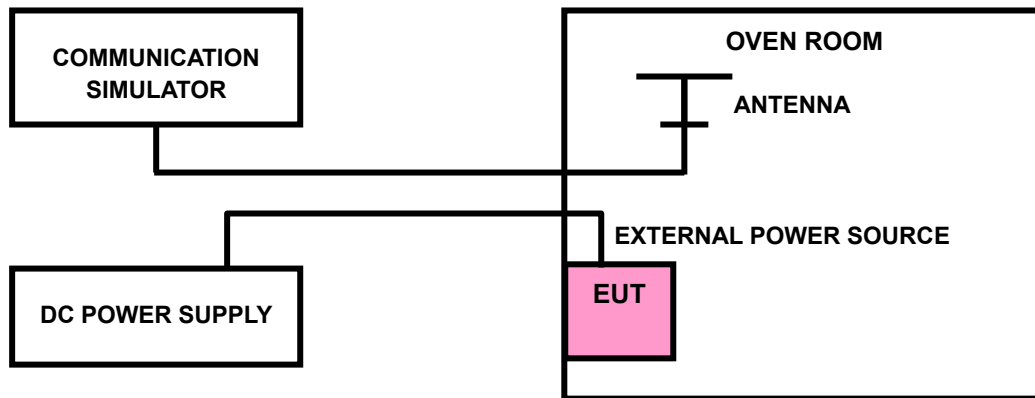 COMMUNICATION
SIMULATOR
OVEN ROOM
ANTENNA
EXTERNAL POWER SOURCE
DC POWER SUPPLY
EUT